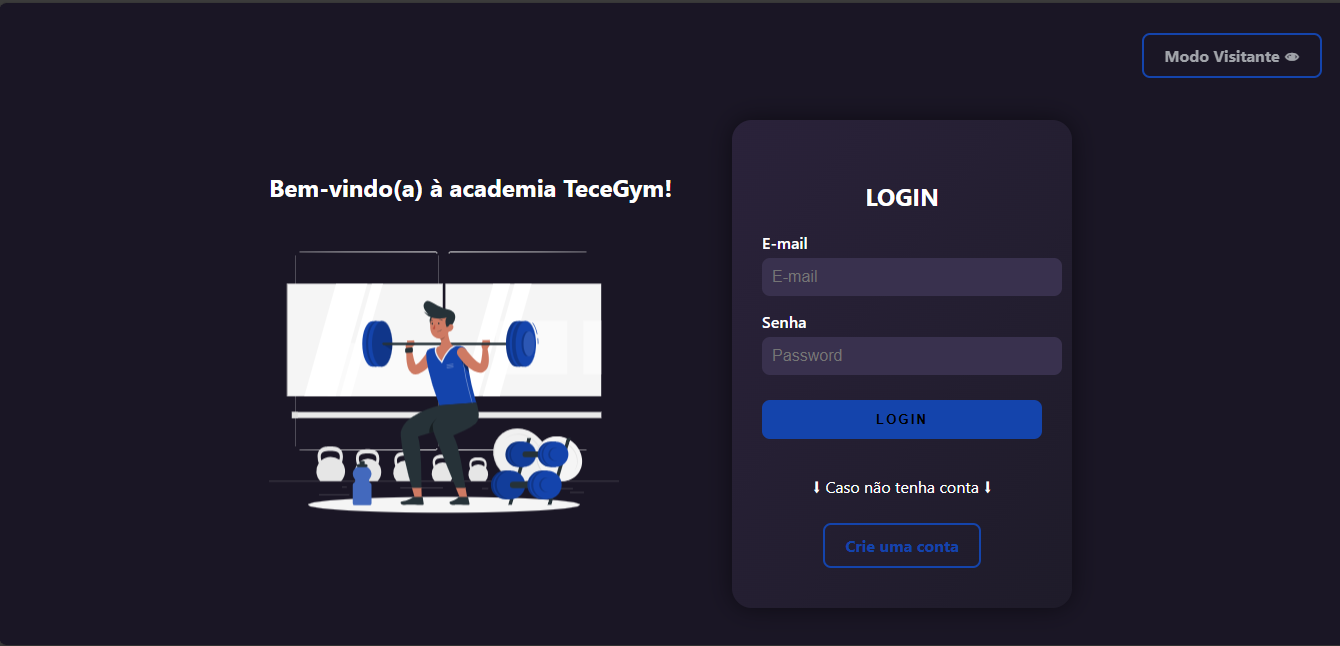 Modo Visitante
Bem-vindo(a) à academia TeceGym!
LOGIN
E-mail
E-mail
Senha
Password
LOGIN
⬇ Caso não tenha conta ⬇
Crie uma conta